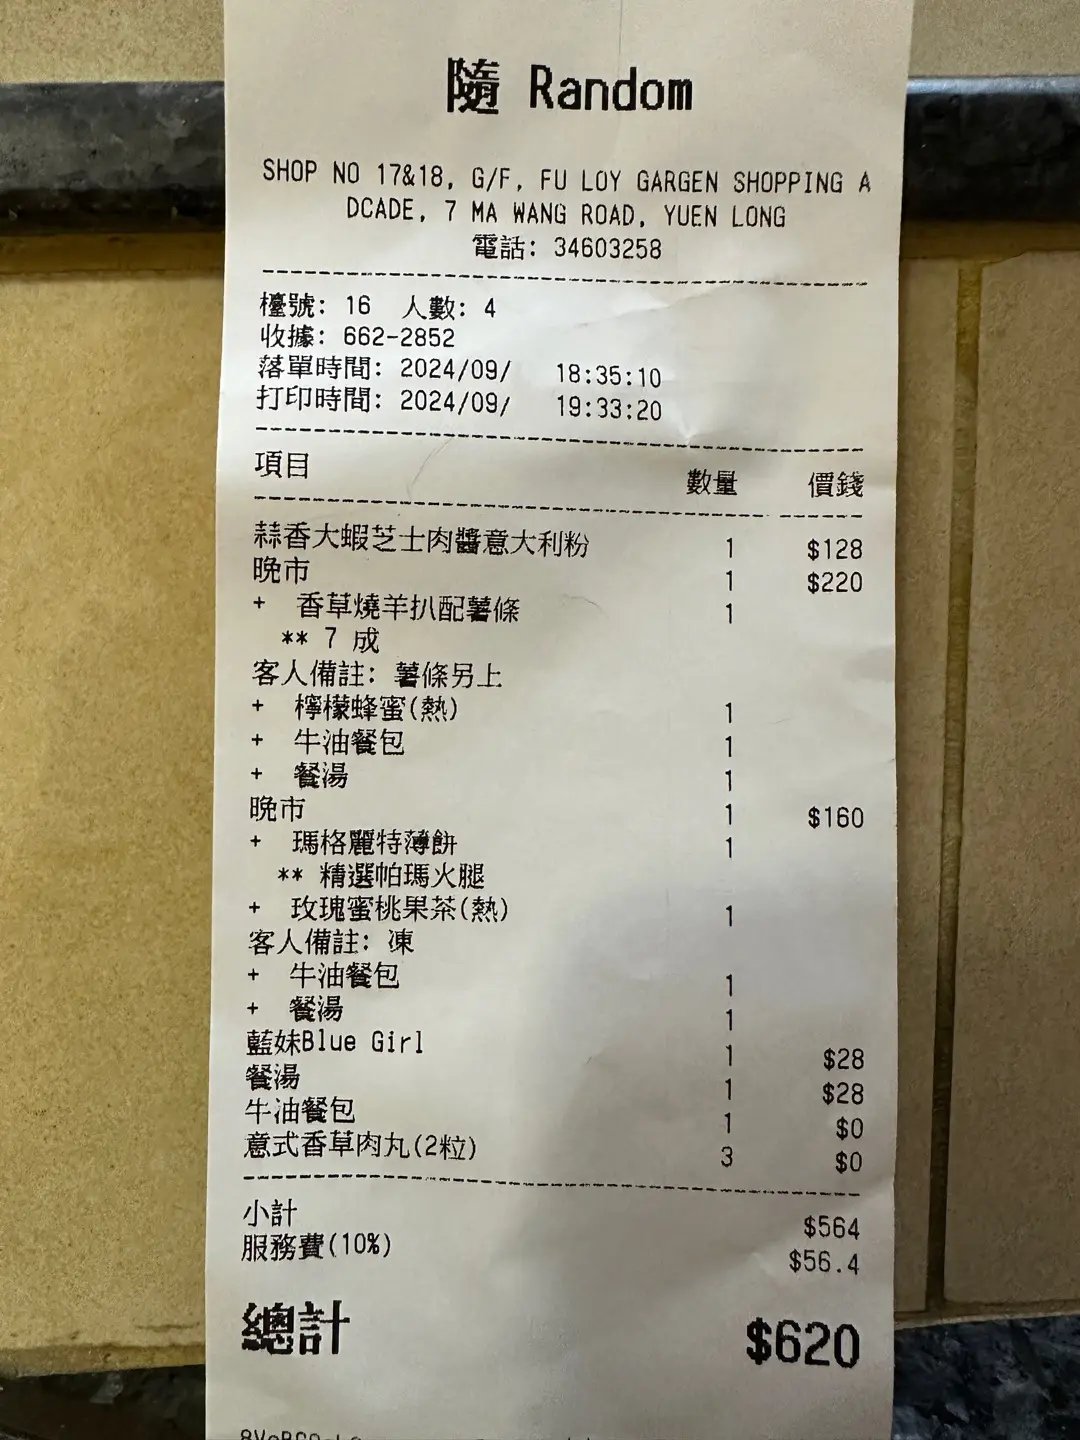 隨 Random
SHOP NO 17&18, G/F, FU LOY GARGEN SHOPPING A
DCADE, 7 MA WANG ROAD, YUEN LONG
電話: 34603258
檯號: 16 人數: 4
收據: 662-2852
落單時間: 2024/09/ 18:35:10
打印時間: 2024/09/ 19:33:20
項目 數量 價錢
蒜香大蝦芝士肉醬意大利粉 1 $128
晚市 1 $220
+ 香草燒羊扒配薯條 1
** 7 成
客人備註: 薯條另上
+ 檸檬蜂蜜(熱) 1
+ 牛油餐包 1
+ 餐湯 1
晚市 1 $160
+ 瑪格麗特薄餅 1
** 精選帕瑪火腿
+ 玫瑰蜜桃果茶(熱) 1
客人備註: 凍
+ 牛油餐包 1
+ 餐湯 1
藍妹Blue Girl 1 $28
餐湯 1 $28
牛油餐包 1 $0
意式香草肉丸(2粒) 3 $0
小計 $564
服務費(10%) $56.4
總計 $620